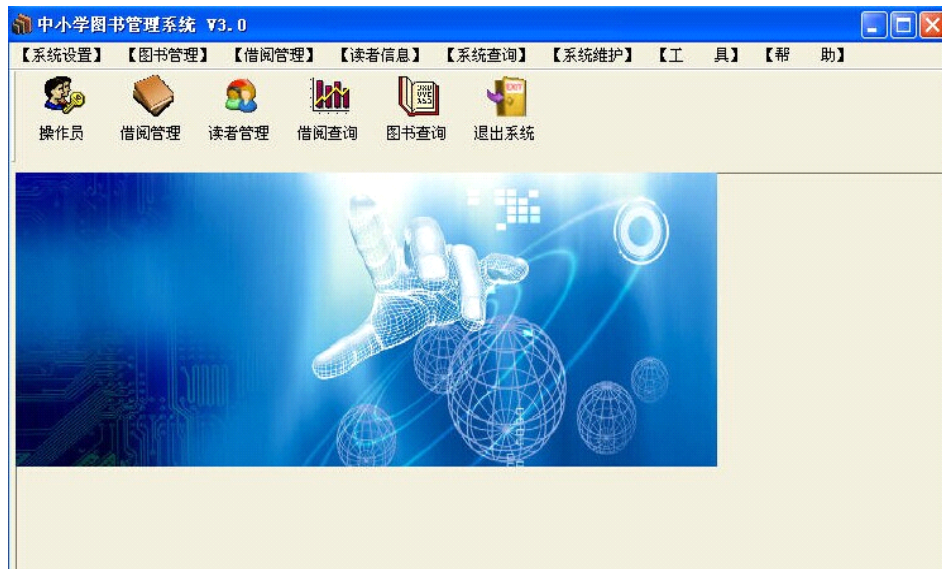 中小学图书管理系统 V3.0
【系统设置】 【图书管理】 【借阅管理】 【读者信息】 【系统查询】 【系统维护】 【工 具】 【帮 助】
操作员 借阅管理 读者管理 借阅查询 图书查询 退出系统